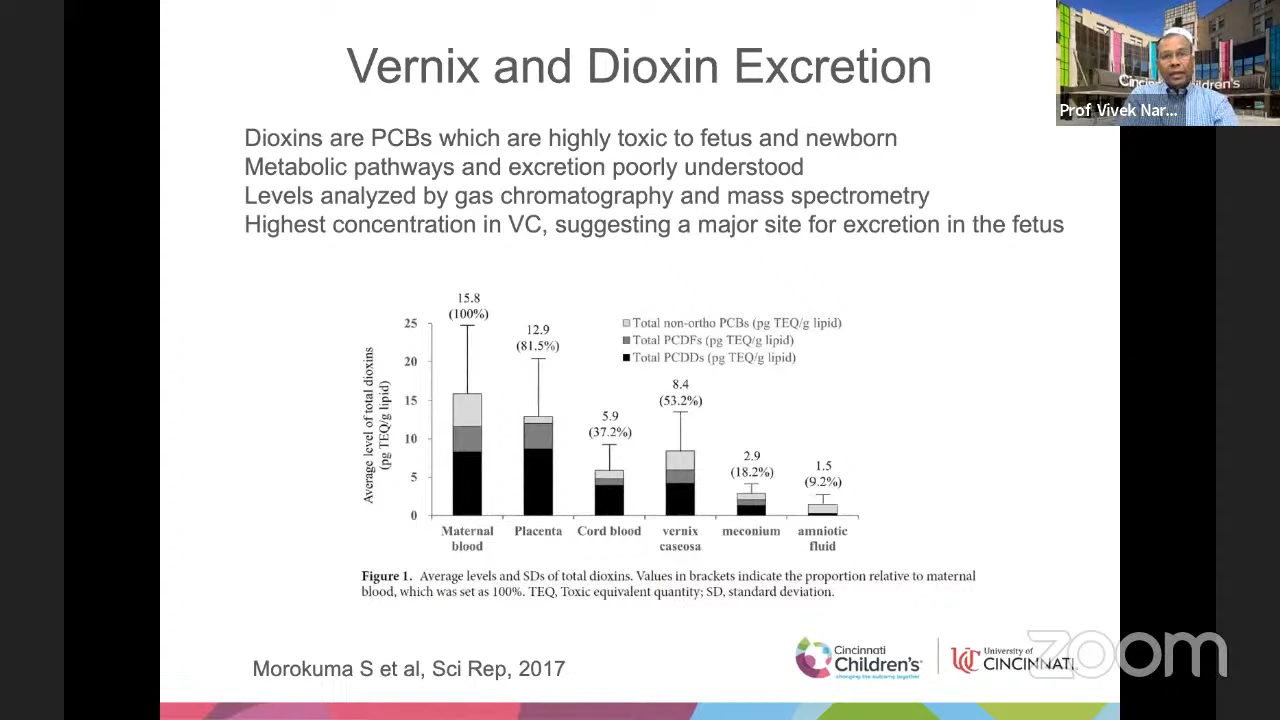 Vernix and Dioxin Excretion
Dioxins are PCBs which are highly toxic to fetus and newborn
Metabolic pathways and excretion poorly understood
Levels analyzed by gas chromatography and mass spectrometry
Highest concentration in VC, suggesting a major site for excretion in the fetus
Cincinnati Children's
Prof Vivek Nar...
Average level of total dioxins
(pg TEQ/g lipid)
25
20
15
10
5
0
15.8
(100%)
12.9
(81.5%)
5.9
(37.2%)
8.4
(53.2%)
2.9
(18.2%)
1.5
(9.2%)
Total non-ortho PCBs (pg TEQ/g lipid)
Total PCDFs (pg TEQ/g lipid)
Total PCDDs (pg TEQ/g lipid)
Maternal
blood
Placenta
Cord blood
vernix
caseosa
meconium
amniotic
fluid
Figure 1. Average levels and SDs of total dioxins. Values in brackets indicate the proportion relative to maternal
blood, which was set as 100%. TEQ, Toxic equivalent quantity; SD, standard deviation.
Morokuma S et al, Sci Rep, 2017
Cincinnati
Children's
changing the outcome together
University of
CINCINNATI
zoom